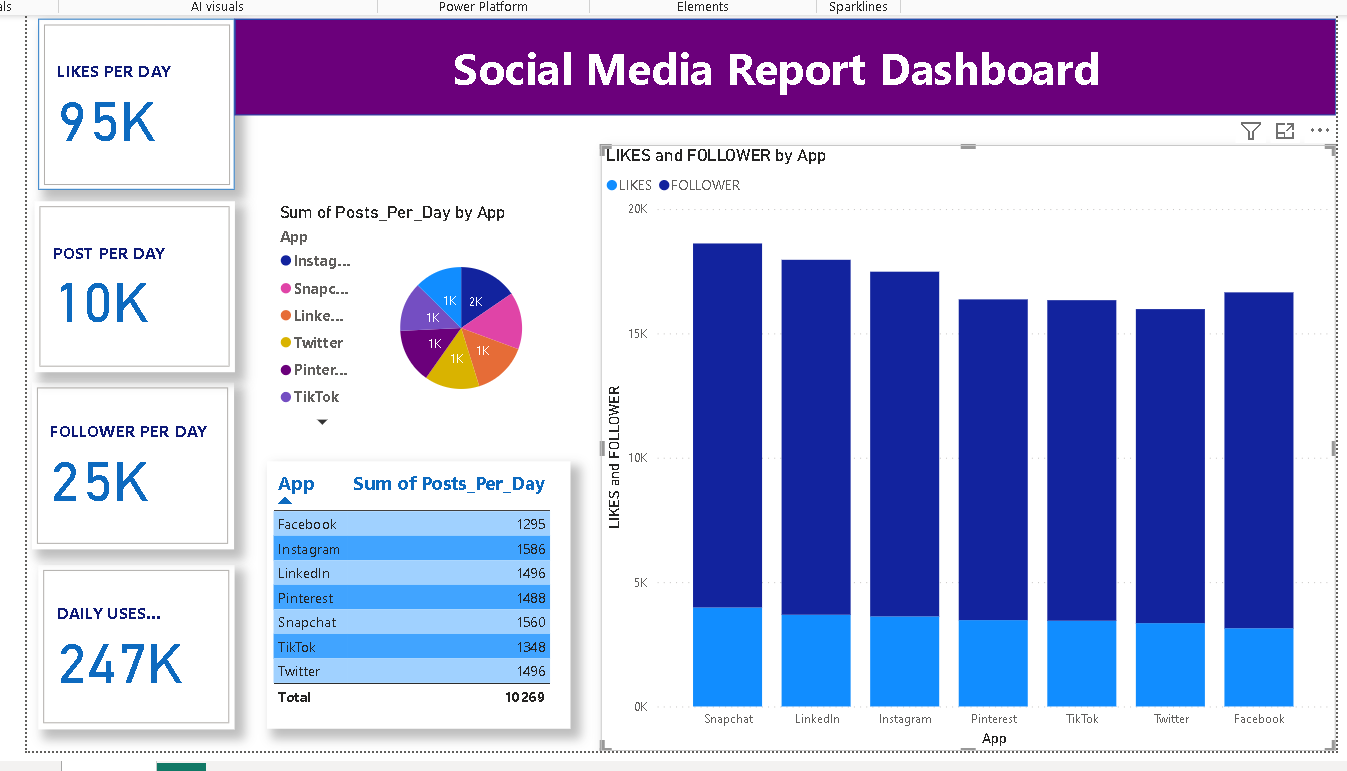 als
AI visuals
Power Platform
Elements
Sparklines
Social Media Report Dashboard
LIKES PER DAY
95K
POST PER DAY
10K
FOLLOWER PER DAY
25K
DAILY USES...
247K
Sum of Posts_Per_Day by App
App
Instag...
Snapc...
Linke...
Twitter
Pinter...
TikTok
1K
2K
1K
1K
1K
1K
App Sum of Posts_Per_Day
Facebook 1295
Instagram 1586
LinkedIn 1496
Pinterest 1488
Snapchat 1560
TikTok 1348
Twitter 1496
Total 10269
LIKES and FOLLOWER by App
LIKES FOLLOWER
20K
15K
10K
5K
0K
LIKES and FOLLOWER
Snapchat LinkedIn Instagram Pinterest TikTok Twitter Facebook
App